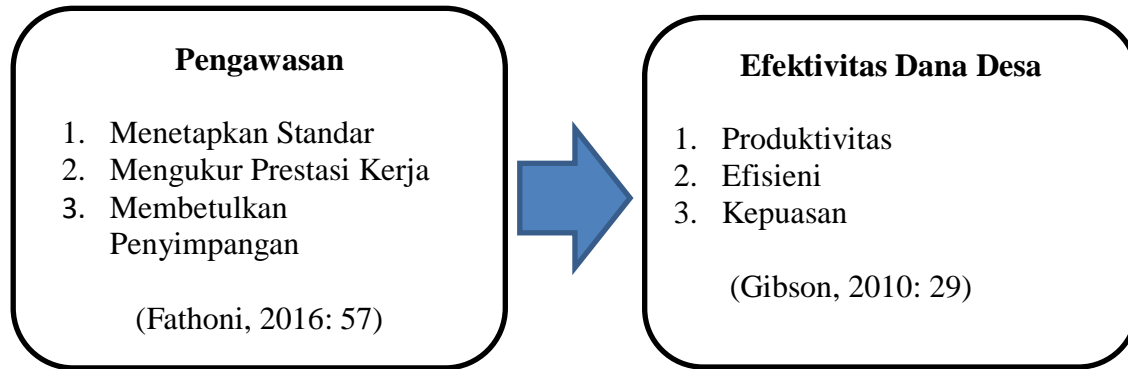 Pengawasan
1. Menetapkan Standar
2. Mengukur Prestasi Kerja
3. Membetulkan
Penyimpangan
(Fathoni, 2016: 57)
Efektivitas Dana Desa
1. Produktivitas
2. Efisieni
3. Kepuasan
(Gibson, 2010: 29)